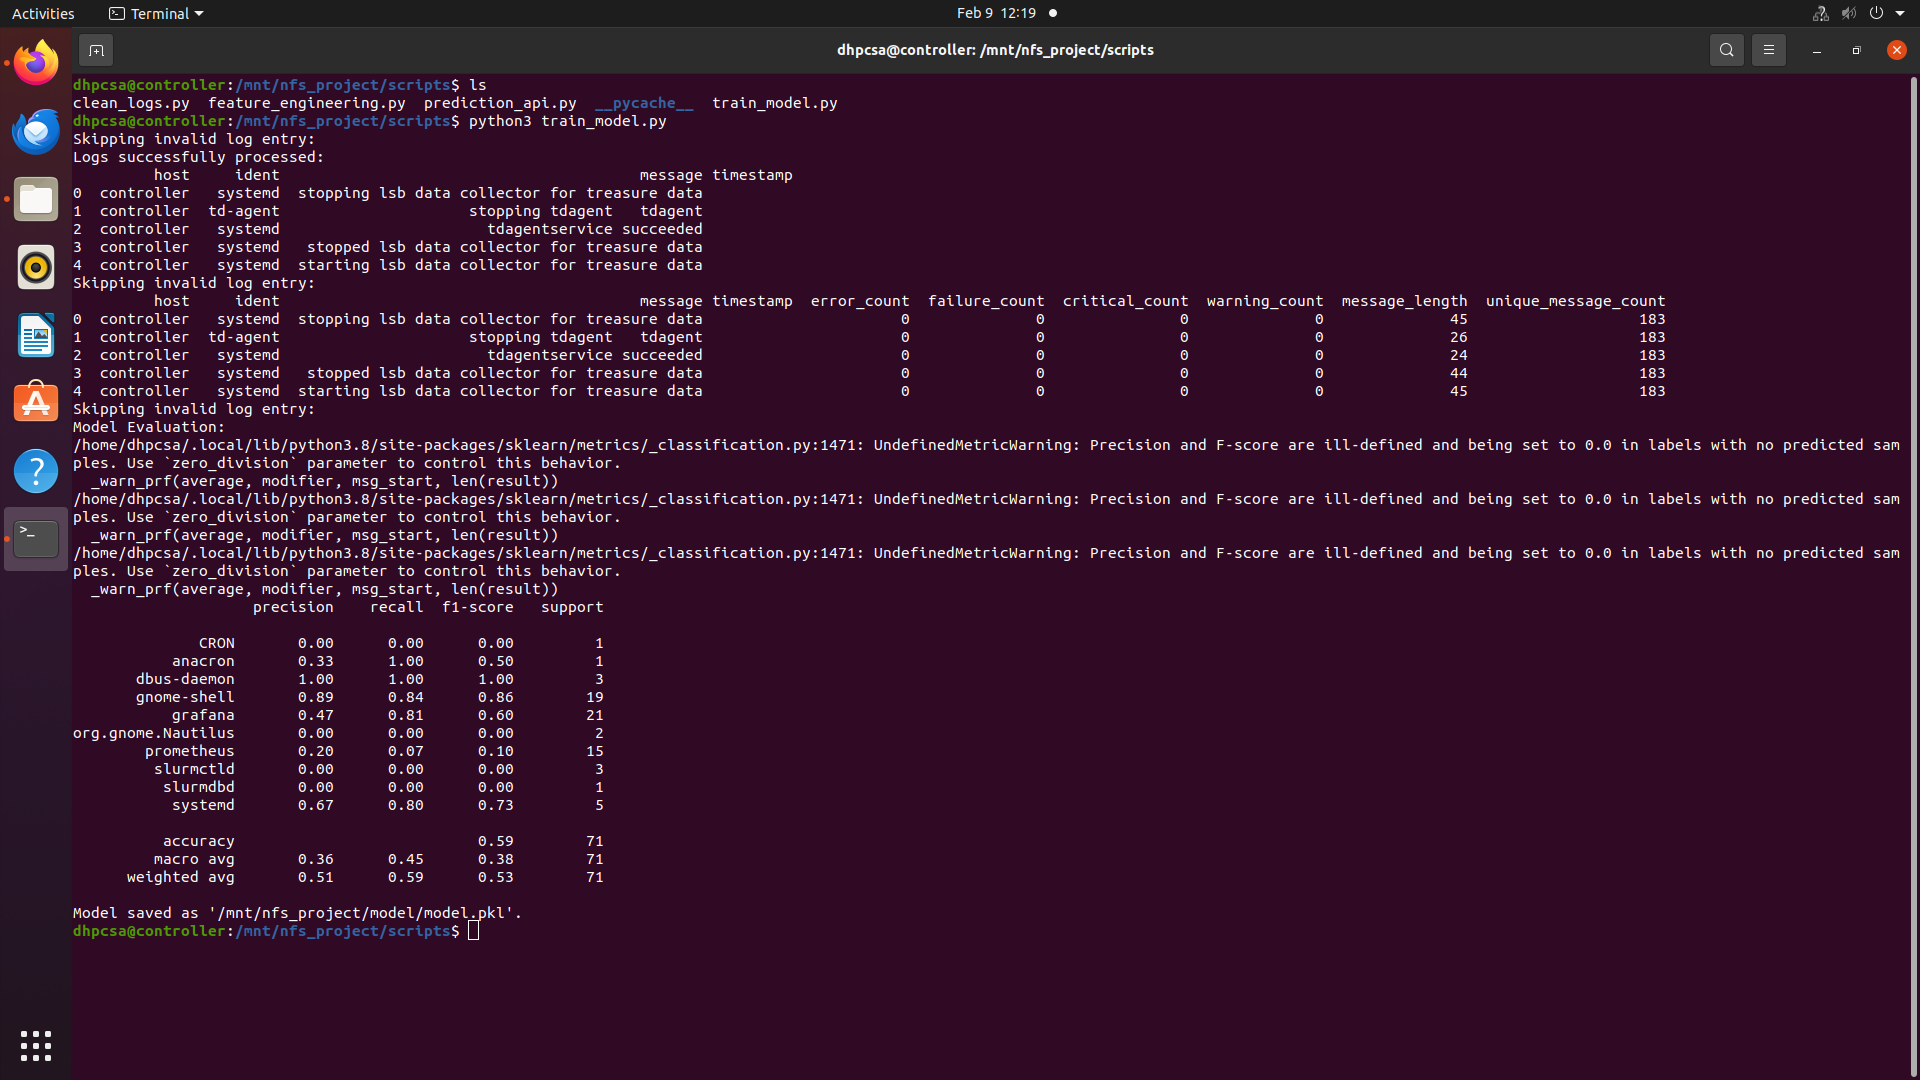 Activities Terminal Feb 9 12:19
dhpcsa@controller: /mnt/nfs_project/scripts
dhpcsa@controller:/mnt/nfs_project/scripts$ ls
clean_logs.py  feature_engineering.py  prediction_api.py  __pycache__  train_model.py
dhpcsa@controller:/mnt/nfs_project/scripts$ python3 train_model.py
Skipping invalid log entry:
Logs successfully processed:
         host     ident                                        message timestamp
0  controller   systemd  stopping lsb data collector for treasure data
1  controller  td-agent                     stopping tdagent   tdagent
2  controller   systemd                       tdagentservice succeeded
3  controller   systemd   stopped lsb data collector for treasure data
4  controller   systemd  starting lsb data collector for treasure data
Skipping invalid log entry:
         host     ident                                        message timestamp  error_count  failure_count  critical_count  warning_count  message_length  unique_message_count
0  controller   systemd  stopping lsb data collector for treasure data                      0              0               0              0              45                   183
1  controller  td-agent                     stopping tdagent   tdagent                      0              0               0              0              26                   183
2  controller   systemd                       tdagentservice succeeded                      0              0               0              0              24                   183
3  controller   systemd   stopped lsb data collector for treasure data                      0              0               0              0              44                   183
4  controller   systemd  starting lsb data collector for treasure data                      0              0               0              0              45                   183
Skipping invalid log entry:
Model Evaluation:
/home/dhpcsa/.local/lib/python3.8/site-packages/sklearn/metrics/_classification.py:1471: UndefinedMetricWarning: Precision and F-score are ill-defined and being set to 0.0 in labels with no predicted sam
ples. Use `zero_division` parameter to control this behavior.
  _warn_prf(average, modifier, msg_start, len(result))
/home/dhpcsa/.local/lib/python3.8/site-packages/sklearn/metrics/_classification.py:1471: UndefinedMetricWarning: Precision and F-score are ill-defined and being set to 0.0 in labels with no predicted sam
ples. Use `zero_division` parameter to control this behavior.
  _warn_prf(average, modifier, msg_start, len(result))
/home/dhpcsa/.local/lib/python3.8/site-packages/sklearn/metrics/_classification.py:1471: UndefinedMetricWarning: Precision and F-score are ill-defined and being set to 0.0 in labels with no predicted sam
ples. Use `zero_division` parameter to control this behavior.
  _warn_prf(average, modifier, msg_start, len(result))
                    precision    recall  f1-score   support
              CRON       0.00      0.00      0.00         1
           anacron       0.33      1.00      0.50         1
       dbus-daemon       1.00      1.00      1.00         3
       gnome-shell       0.89      0.84      0.86        19
           grafana       0.47      0.81      0.60        21
org.gnome.Nautilus       0.00      0.00      0.00         2
        prometheus       0.20      0.07      0.10        15
         slurmctld       0.00      0.00      0.00         3
          slurmdbd       0.00      0.00      0.00         1
           systemd       0.67      0.80      0.73         5
          accuracy                           0.59        71
         macro avg       0.36      0.45      0.38        71
      weighted avg       0.51      0.59      0.53        71
Model saved as '/mnt/nfs_project/model/model.pkl'.
dhpcsa@controller:/mnt/nfs_project/scripts$